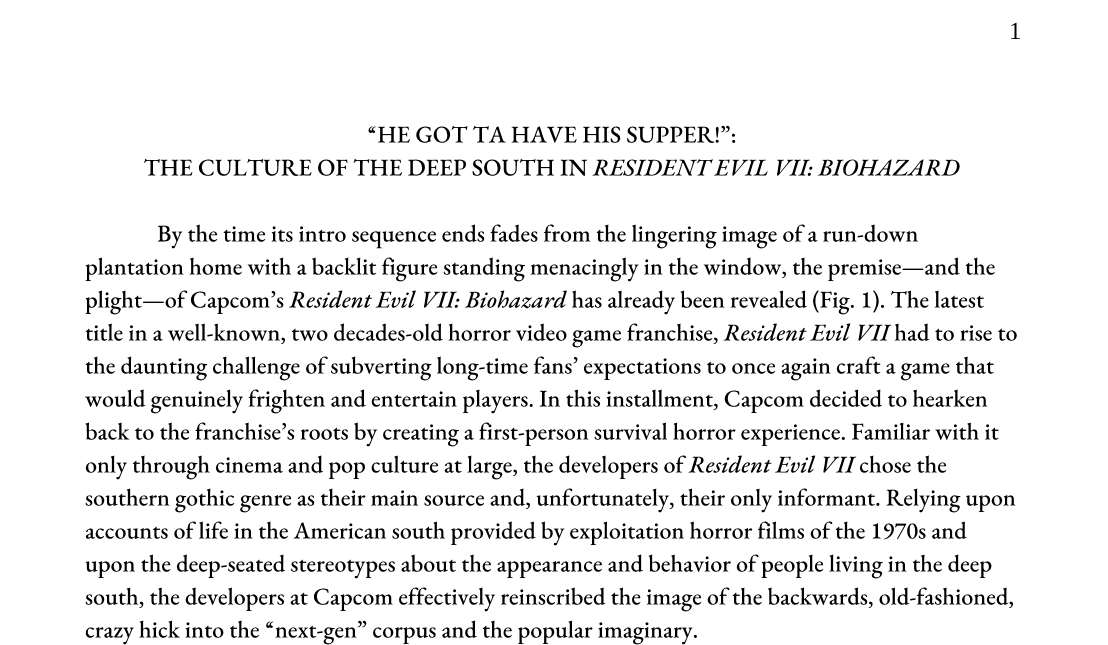 1
“HE GOT TA HAVE HIS SUPPER!”:
THE CULTURE OF THE DEEP SOUTH IN RESIDENT EVIL VII: BIOHAZARD
By the time its intro sequence ends fades from the lingering image of a run-down
plantation home with a backlit figure standing menacingly in the window, the premise—and the
plight—of Capcom’s Resident Evil VII: Biohazard has already been revealed (Fig. 1). The latest
title in a well-known, two decades-old horror video game franchise, Resident Evil VII had to rise to
the daunting challenge of subverting long-time fans’ expectations to once again craft a game that
would genuinely frighten and entertain players. In this installment, Capcom decided to hearken
back to the franchise’s roots by creating a first-person survival horror experience. Familiar with it
only through cinema and pop culture at large, the developers of Resident Evil VII chose the
southern gothic genre as their main source and, unfortunately, their only informant. Relying upon
accounts of life in the American south provided by exploitation horror films of the 1970s and
upon the deep-seated stereotypes about the appearance and behavior of people living in the deep
south, the developers at Capcom effectively reinscribed the image of the backwards, old-fashioned,
crazy hick into the “next-gen” corpus and the popular imaginary.